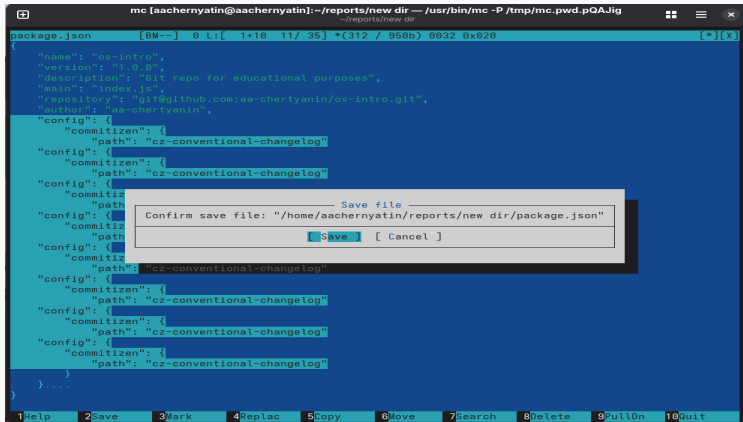 mc [aachernyatin@aachernyatin]:~/reports/new dir — /usr/bin/mc -P /tmp/mc.pwd.pQAJig
~/reports/new dir
package.json [BM--] 0 L:[ 1+10 11/ 35] *(312 / 950b) 0032 0x020 [*][X]
{
"name": "os-intro",
"version": "1.0.0",
"description": "Git repo for educational purposes",
"main": "index.js",
"repository": "git@github.com:aa-chertyanin/os-intro.git",
"author": "aa-chertyanin",
"config": {
"commitizen": {
"path": "cz-conventional-changelog"
"config": {
"commitizen": {
"path": "cz-conventional-changelog"
"config": {
"commitiz
"path
Save file
"config": {
Confirm save file: "/home/aachernyatin/reports/new dir/package.json"
"commitiz
"path
[ Save ] [ Cancel ]
"config": {
"commitiz
"path": "cz-conventional-changelog"
"config": {
"commitizen": {
"path": "cz-conventional-changelog"
"config": {
"commitizen": {
"path": "cz-conventional-changelog"
"config": {
"commitizen": {
"path": "cz-conventional-changelog"
}
}....
}
1Help 2Save 3Mark 4Replac 5Copy 6Move 7Search 8Delete 9PullDn 10Quit